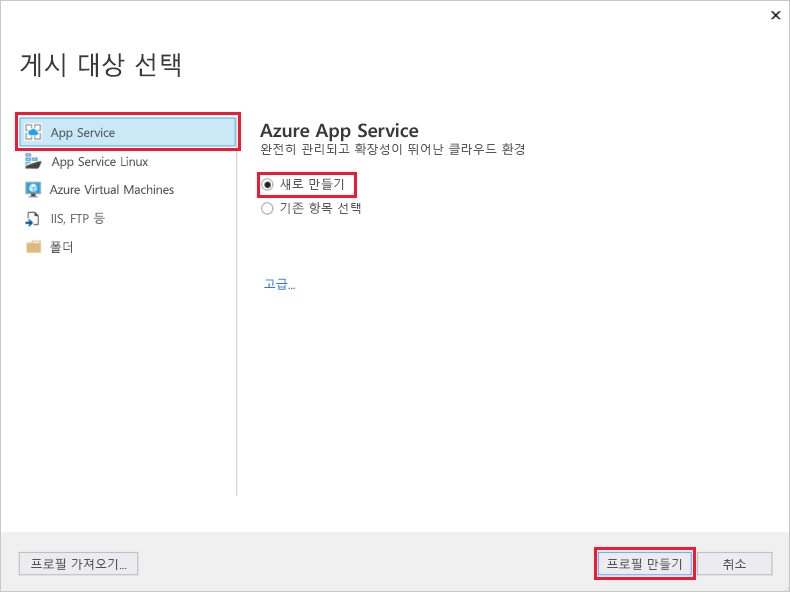 게시 대상 선택
App Service
App Service Linux
Azure Virtual Machines
IIS, FTP 등
폴더
Azure App Service
완전히 관리되고 확장성이 뛰어난 클라우드 환경
새로 만들기
기존 항목 선택
고급...
프로필 가져오기...
프로필 만들기
취소